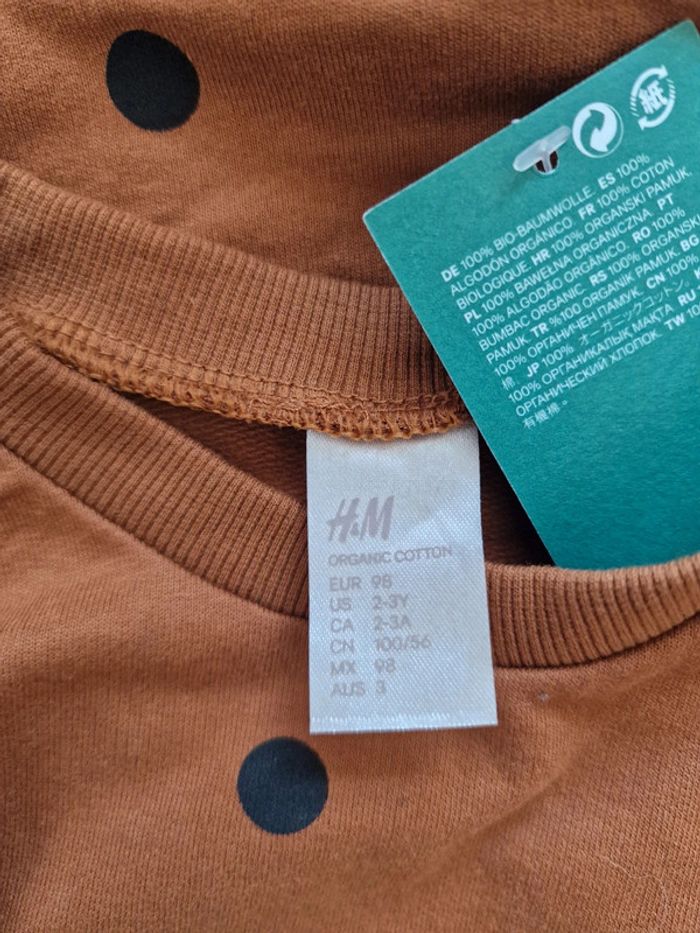 紙
DE 100% BIO-BAUMWOLLE. ES 100%
ALGODÓN ORGÁNICO. FR 100% COTON
BIOLOGIQUE. HR 100% ORGANSKI PAMUK.
PL 100% BAWEŁNA ORGANICZNA. PT
100% ALGODÃO ORGÂNICO. RO 100%
BUMBAC ORGANIC. RS 100% ORGANSKI
PAMUK. TR %100 ORGANIK PAMUK. BG
100% ОРГАНИЧЕН ПАМУК. CN 100%
棉。JP 100% オーガニックコットン
100% ОРГАНИКАЛЫҚ МАҚТА. RU
ОРГАНИЧЕСКИЙ ХЛОПОК. TW
有機棉。
H&M
ORGANIC COTTON
EUR 98
US 2-3Y
CA 2-3A
CN 100/56
MX 98
AUS 3